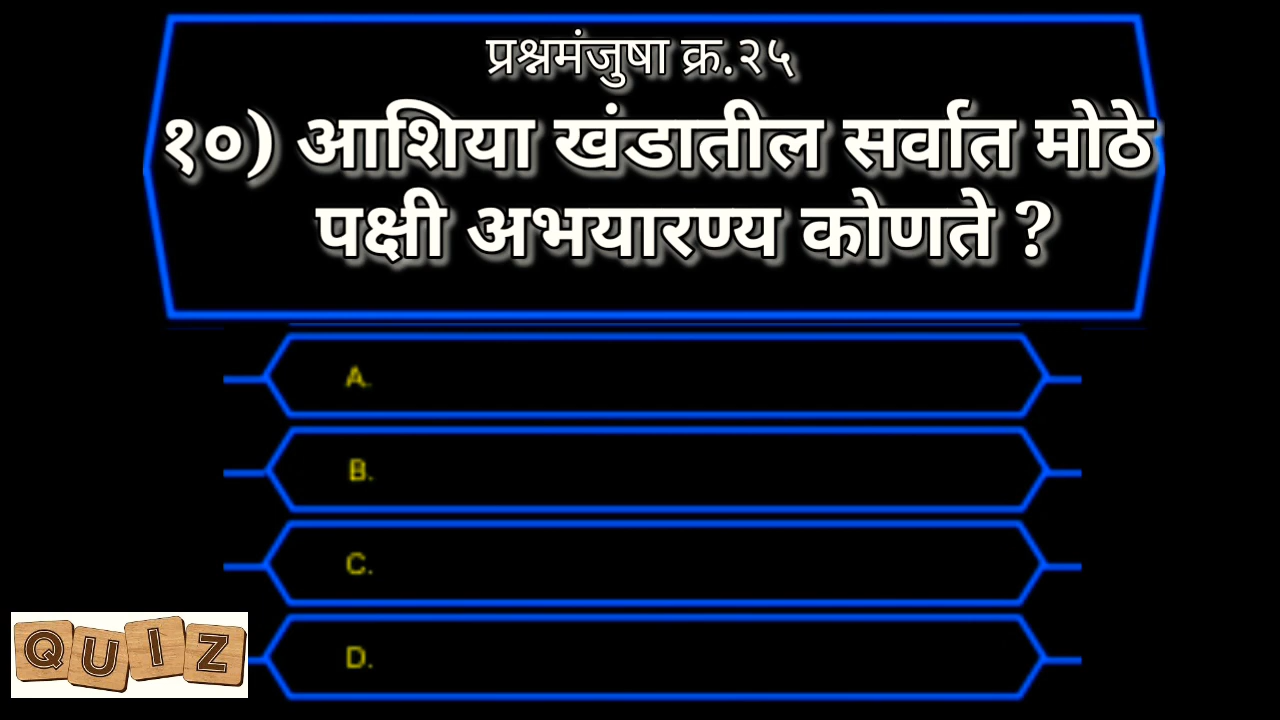 प्रश्नमंजुषा क्र.२५
१०) आशिया खंडातील सर्वात मोठे
पक्षी अभयारण्य कोणते ?
A.
B.
C.
D.
QUIZ